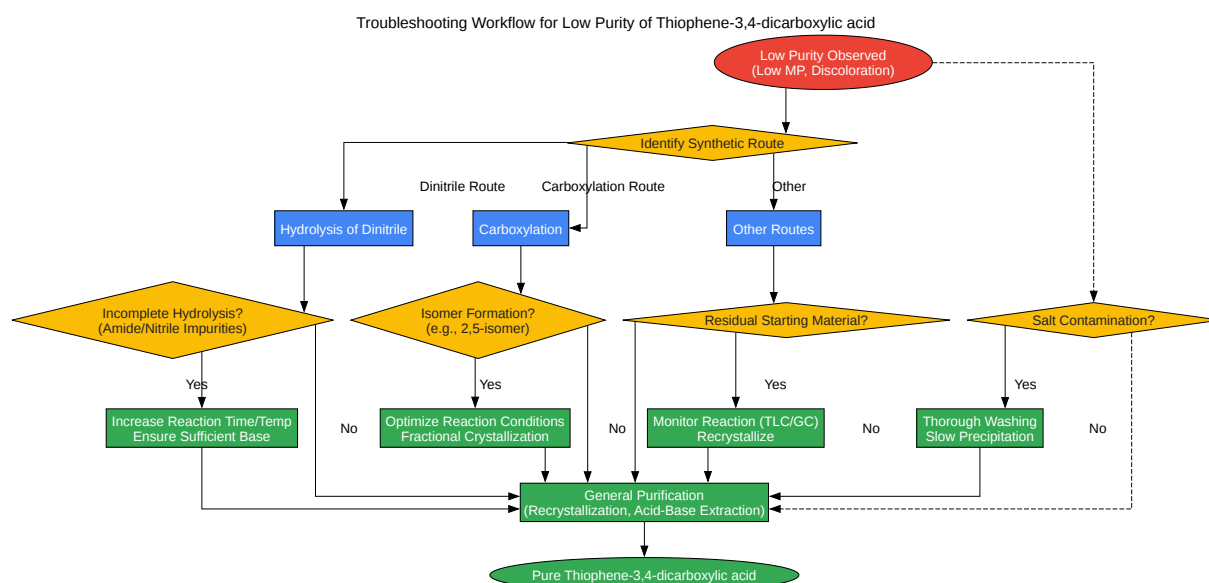 Troubleshooting Workflow for Low Purity of Thiophene-3,4-dicarboxylic acid
Low Purity Observed
(Low MP, Discoloration)
Identify Synthetic Route
Dinitrile Route
Carboxylation Route
Other
Hydrolysis of Dinitrile
Carboxylation
Other Routes
Incomplete Hydrolysis?
(Amide/Nitrile Impurities)
Isomer Formation?
(e.g., 2,5-isomer)
Residual Starting Material?
Salt Contamination?
Yes
Yes
Yes
Yes
Increase Reaction Time/Temp
Ensure Sufficient Base
No
Optimize Reaction Conditions
Fractional Crystallization
No
Monitor Reaction (TLC/GC)
Recrystallize
No
Thorough Washing
Slow Precipitation
No
General Purification
(Recrystallization, Acid-Base Extraction)
Pure Thiophene-3,4-dicarboxylic acid